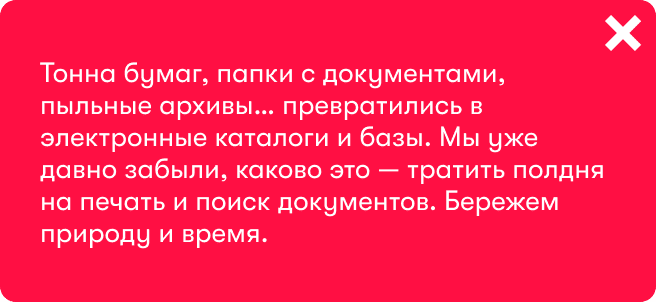 Тонна бумаг, папки с документами,
пыльные архивы... превратились в
электронные каталоги и базы. Мы уже
давно забыли, каково это — тратить полдня
на печать и поиск документов. Бережем
природу и время.